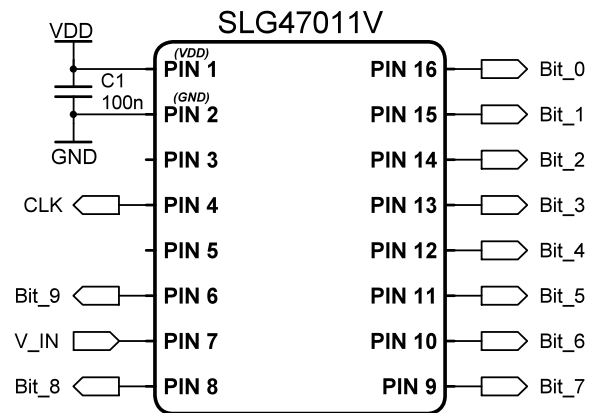 SLG47011V
VDD
(VDD)
PIN 1
PIN 16
Bit_0
C1
100n
(GND)
PIN 2
PIN 15
Bit_1
GND
PIN 3
PIN 14
Bit_2
CLK
PIN 4
PIN 13
Bit_3
PIN 5
PIN 12
Bit_4
Bit_9
PIN 6
PIN 11
Bit_5
V_IN
PIN 7
PIN 10
Bit_6
Bit_8
PIN 8
PIN 9
Bit_7